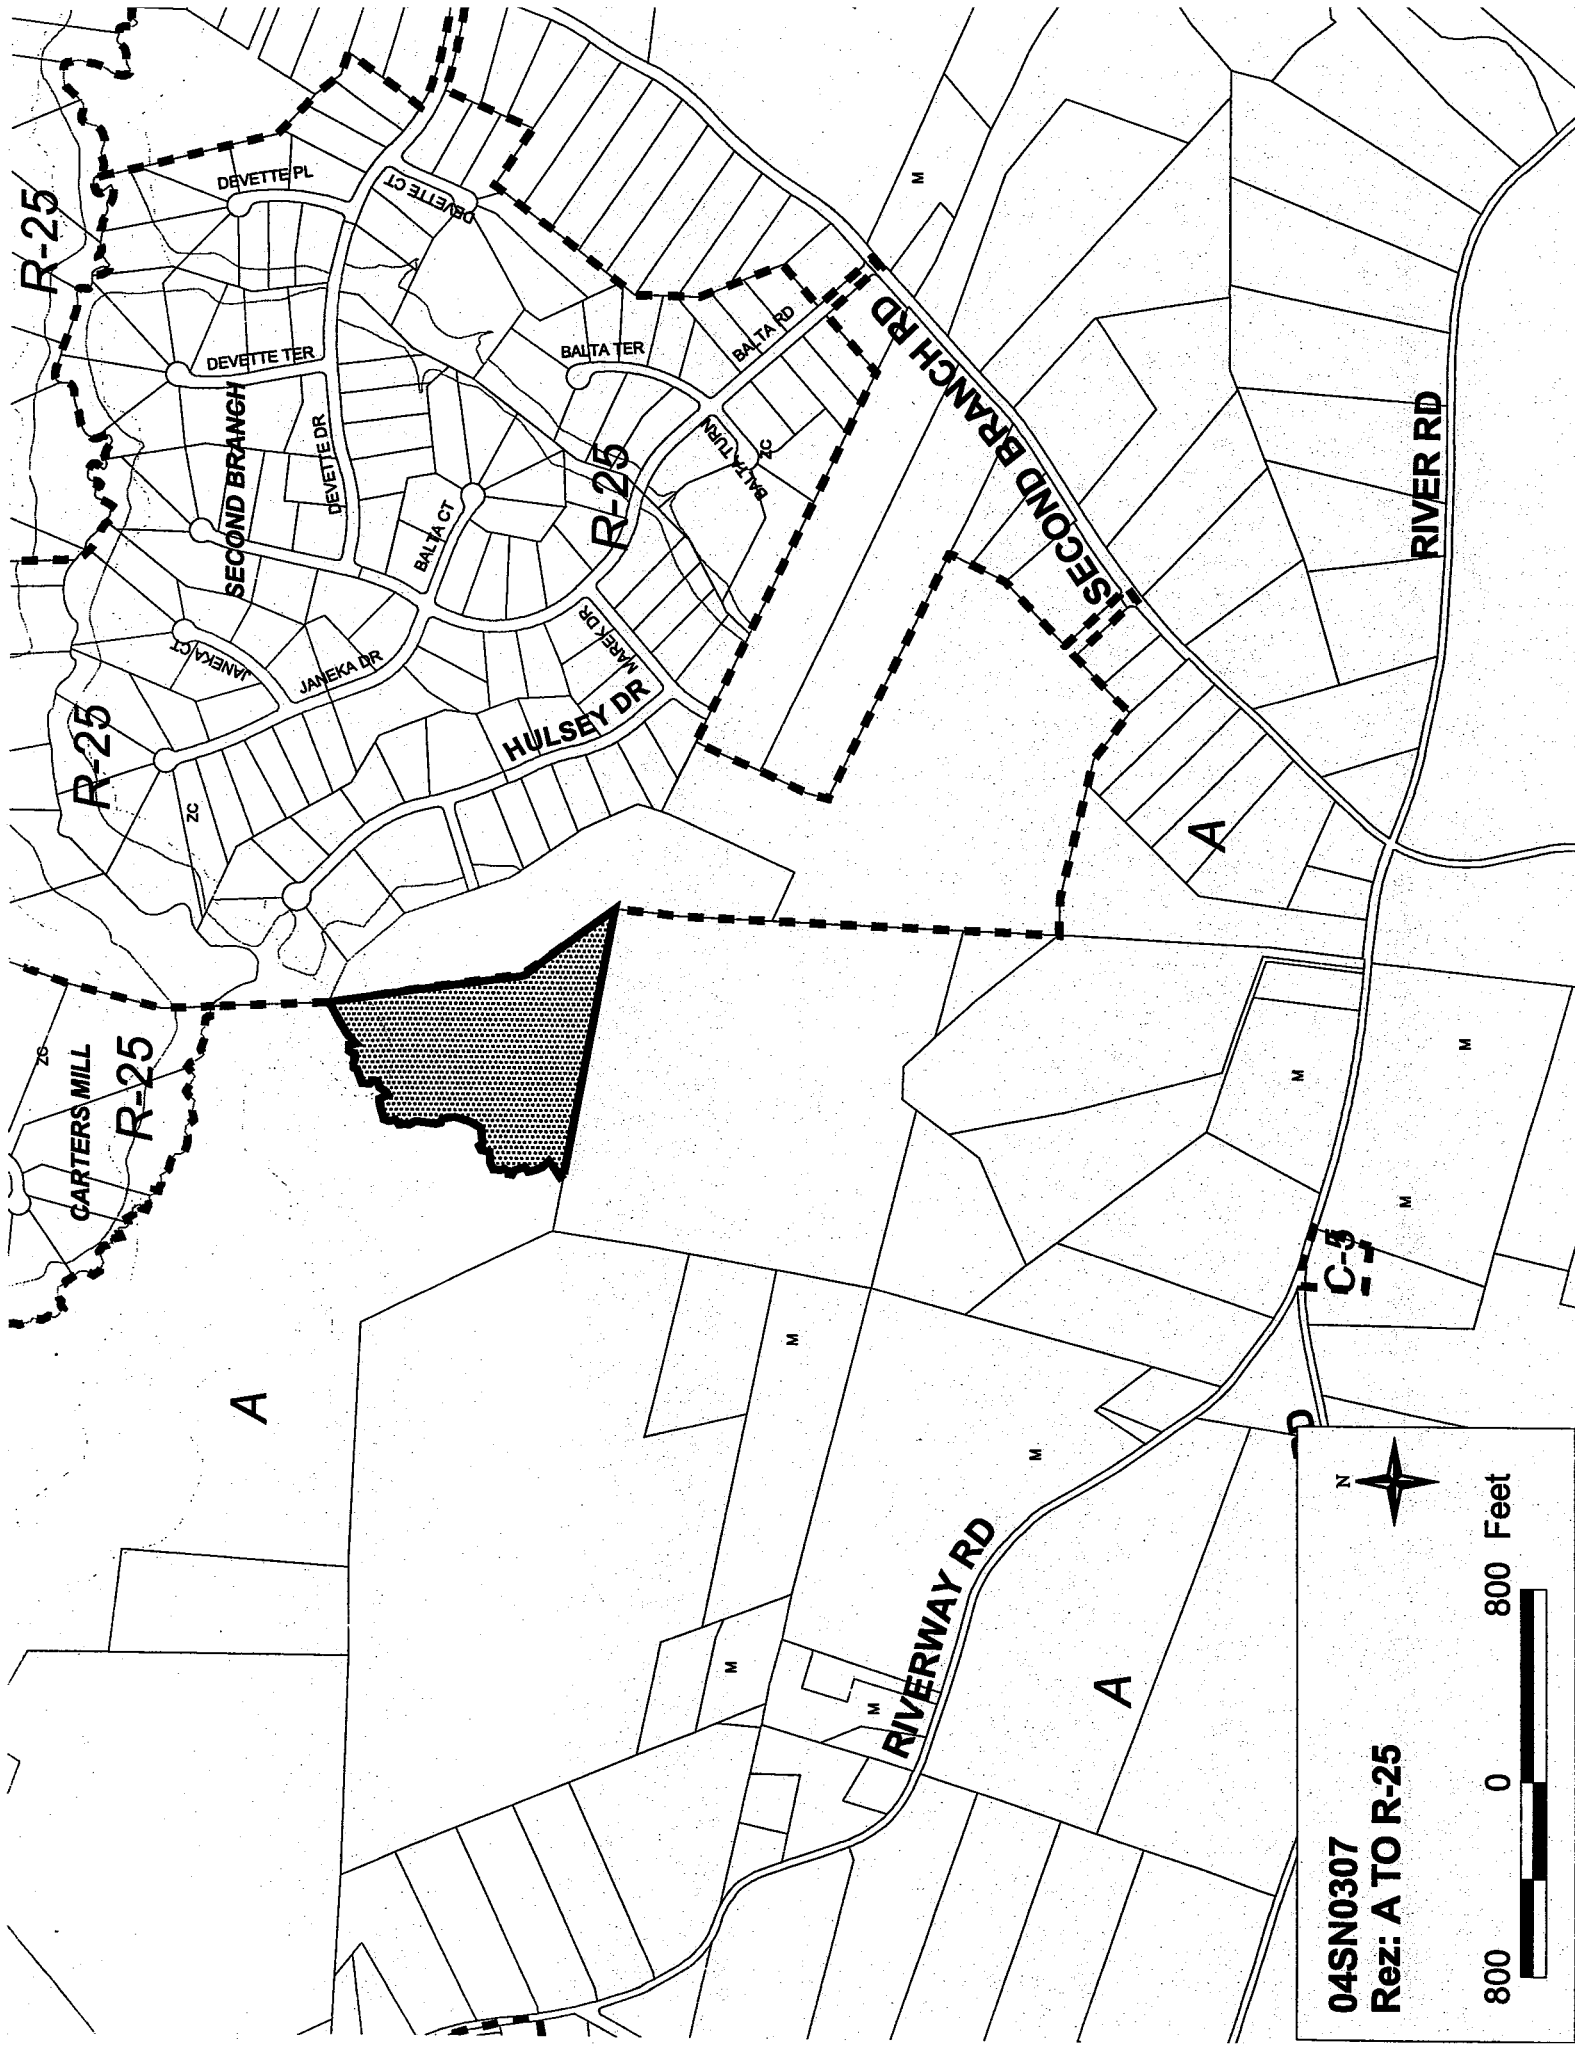 R-25
DEVETTE PL
DEVETTE CT
DEVETTE TER
SECOND BRANCH
DEVETTE DR
BALTA TER
BALTA RD
BALTA TURN
ZC
R-25
BALTA CT
JANEKA CT
JANEKA DR
MAREK DR
HULSEY DR
R-25
ZC
M
SECOND BRANCH RD
RIVER RD
A
ZC
CARTERS MILL
R-25
A
M
M
M
M
C-5
M
M
M
RIVERWAY RD
A
D
04SN0307
Rez: A TO R-25
N
800 0 800 Feet